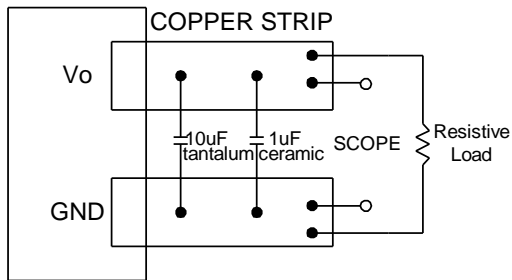 COPPER STRIP
Vo
10uF
tantalum
1uF
ceramic
SCOPE
Resistive
Load
GND